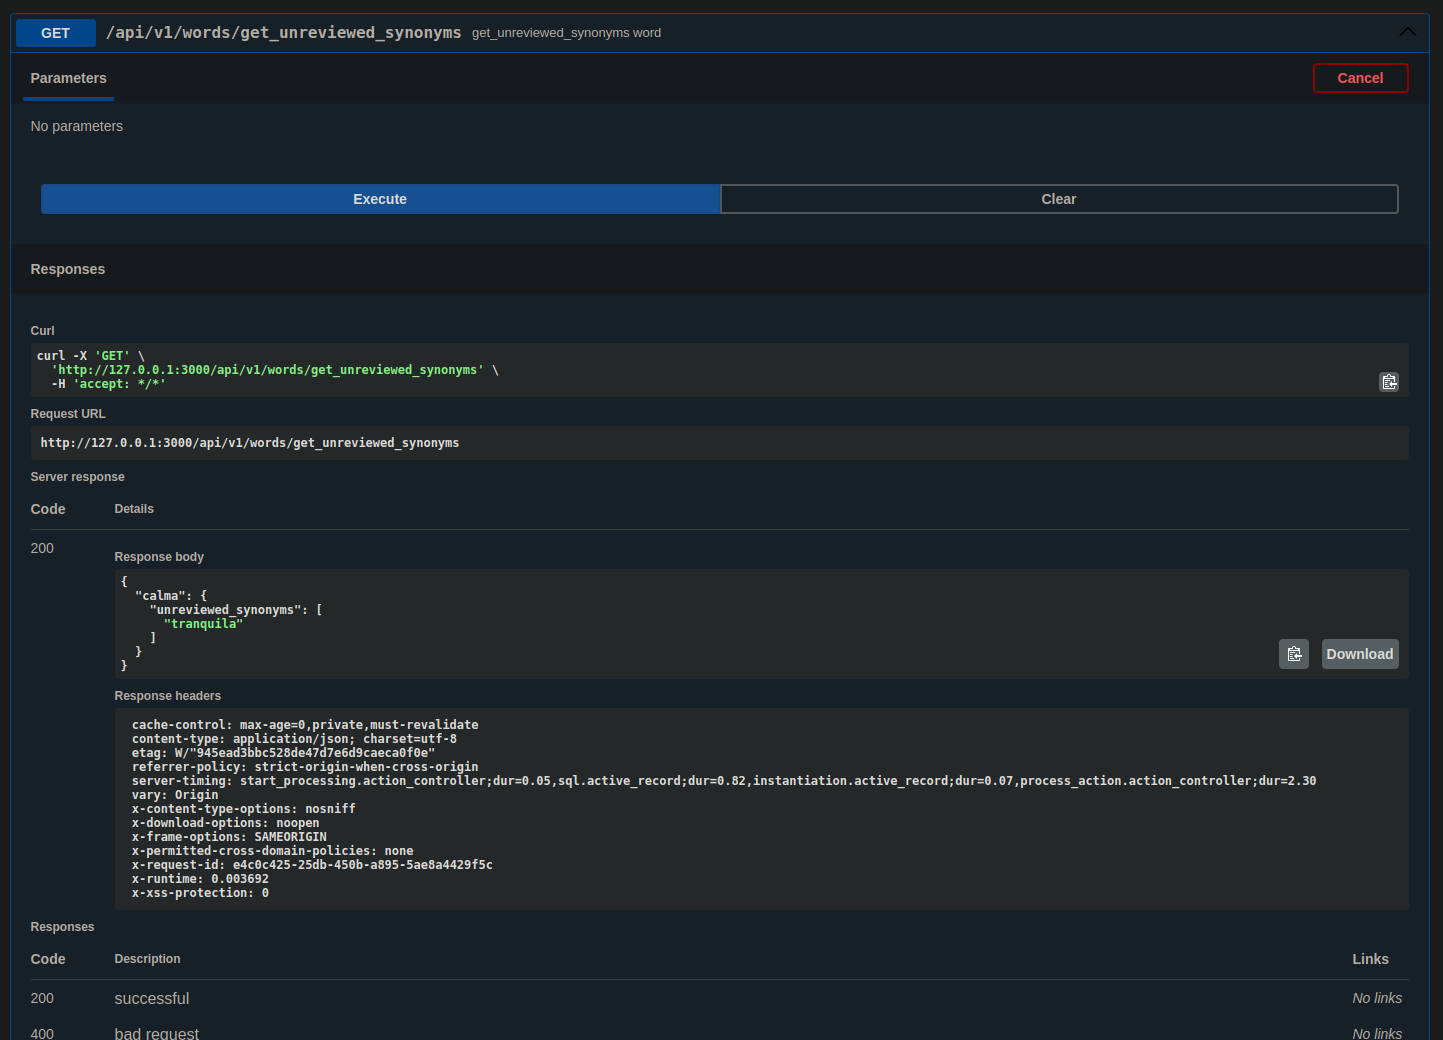 GET /api/v1/words/get_unreviewed_synonyms get_unreviewed_synonyms word
Parameters
Cancel
No parameters
Execute
Clear
Responses
Curl
curl -X 'GET' \
'http://127.0.0.1:3000/api/v1/words/get_unreviewed_synonyms' \
-H 'accept: */*'
Request URL
http://127.0.0.1:3000/api/v1/words/get_unreviewed_synonyms
Server response
Code Details
200
Response body
{
"calma": {
"unreviewed_synonyms": [
"tranquila"
]
}
}
Download
Response headers
cache-control: max-age=0,private,must-revalidate
content-type: application/json; charset=utf-8
etag: W/"945ead3bbc528de47d7e6d9caeca0f0e"
referrer-policy: strict-origin-when-cross-origin
server-timing: start_processing.action_controller;dur=0.05,sql.active_record;dur=0.82,instantiation.active_record;dur=0.07,process_action.action_controller;dur=2.30
vary: Origin
x-content-type-options: nosniff
x-download-options: noopen
x-frame-options: SAMEORIGIN
x-permitted-cross-domain-policies: none
x-request-id: e4c0c425-25db-450b-a895-5ae8a4429f5c
x-runtime: 0.003692
x-xss-protection: 0
Responses
Code Description Links
200 successful No links
400 bad request No links